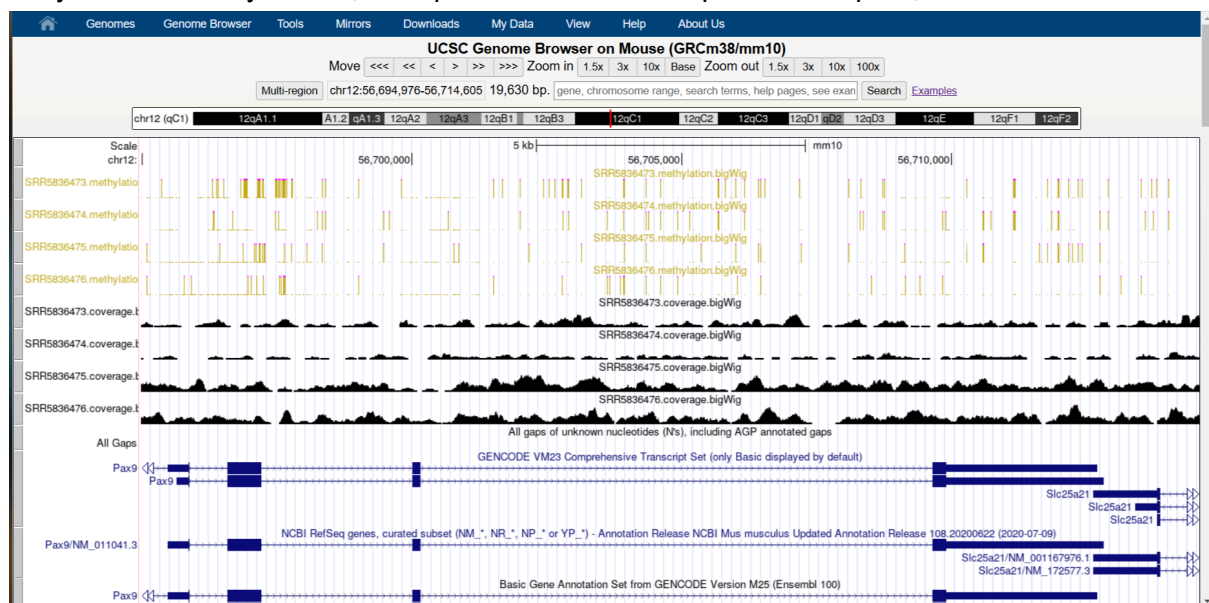 Genomes Genome Browser Tools Mirrors Downloads My Data View Help About Us
UCSC Genome Browser on Mouse (GRCm38/mm10)
Move <<< << < > >> >>> Zoom in 1.5x 3x 10x Base Zoom out 1.5x 3x 10x 100x
Multi-region chr12:56,694,976-56,714,605 19,630 bp. gene, chromosome range, search terms, help pages, see exan Search Examples
chr12 (qC1) 12qA1.1 A1.2 qA1.3 12qA2 12qA3 12qB1 12qB3 12qC1 12qC2 12qC3 12qD1 qD2 12qD3 12qE 12qF1 12qF2
Scale 5 kb mm10
chr12: 56,700,000 56,705,000 56,710,000
SRR5836473.methylation.bigWig
SRR5836473.methylatio
SRR5836474.methylation.bigWig
SRR5836474.methylatio
SRR5836475.methylation.bigWig
SRR5836475.methylatio
SRR5836476.methylation.bigWig
SRR5836476.methylatio
SRR5836473.coverage.bigWig
SRR5836473.coverage.t
SRR5836474.coverage.bigWig
SRR5836474.coverage.t
SRR5836475.coverage.bigWig
SRR5836475.coverage.t
SRR5836476.coverage.bigWig
SRR5836476.coverage.t
All gaps of unknown nucleotides (N's), including AGP annotated gaps
All Gaps
GENCODE VM23 Comprehensive Transcript Set (only Basic displayed by default)
Pax9
Pax9
Slc25a21
Slc25a21
Slc25a21
NCBI RefSeq genes, curated subset (NM_*, NR_*, NP_* or YP_*) - Annotation Release NCBI Mus musculus Updated Annotation Release 108.20200622 (2020-07-09)
Pax9/NM_011041.3
Slc25a21/NM_001167976.1
Slc25a21/NM_172577.3
Basic Gene Annotation Set from GENCODE Version M25 (Ensembl 100)
Pax9